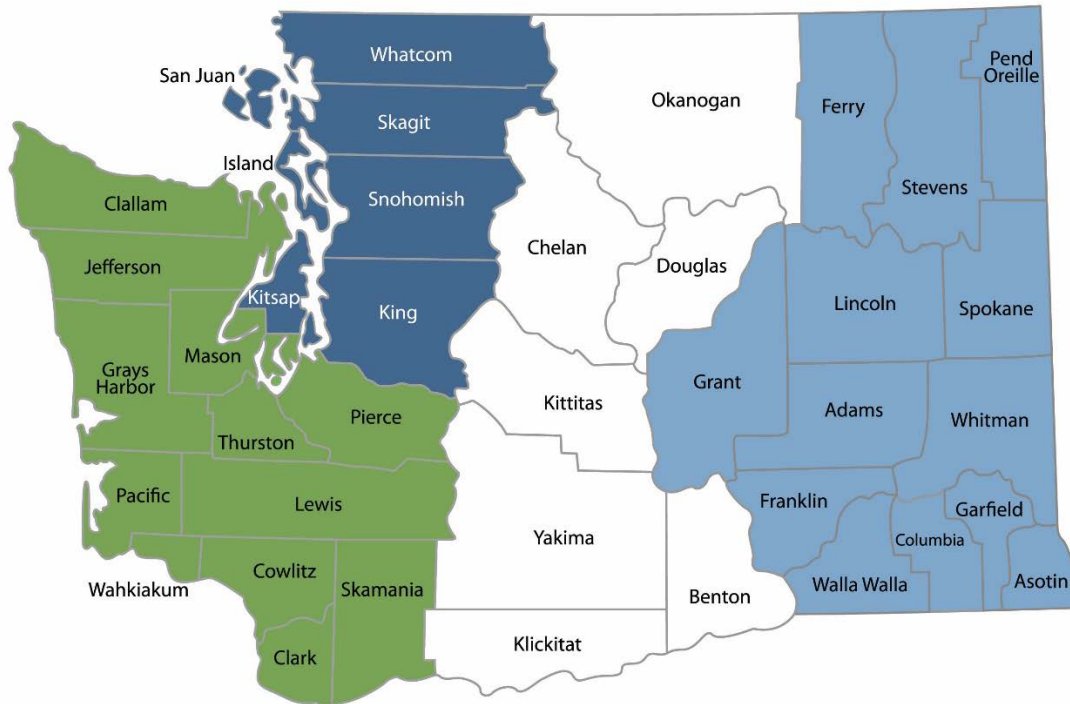 Whatcom
San Juan
Okanogan
Pend
Oreille
Ferry
Skagit
Island
Stevens
Snohomish
Clallam
Chelan
Douglas
Jefferson
Kitsap
Lincoln
Spokane
King
Mason
Grays
Harbor
Grant
Kittitas
Adams
Whitman
Pierce
Thurston
Pacific
Lewis
Franklin
Garfield
Yakima
Columbia
Wahkiakum
Cowlitz
Skamania
Walla Walla
Asotin
Benton
Klickitat
Clark